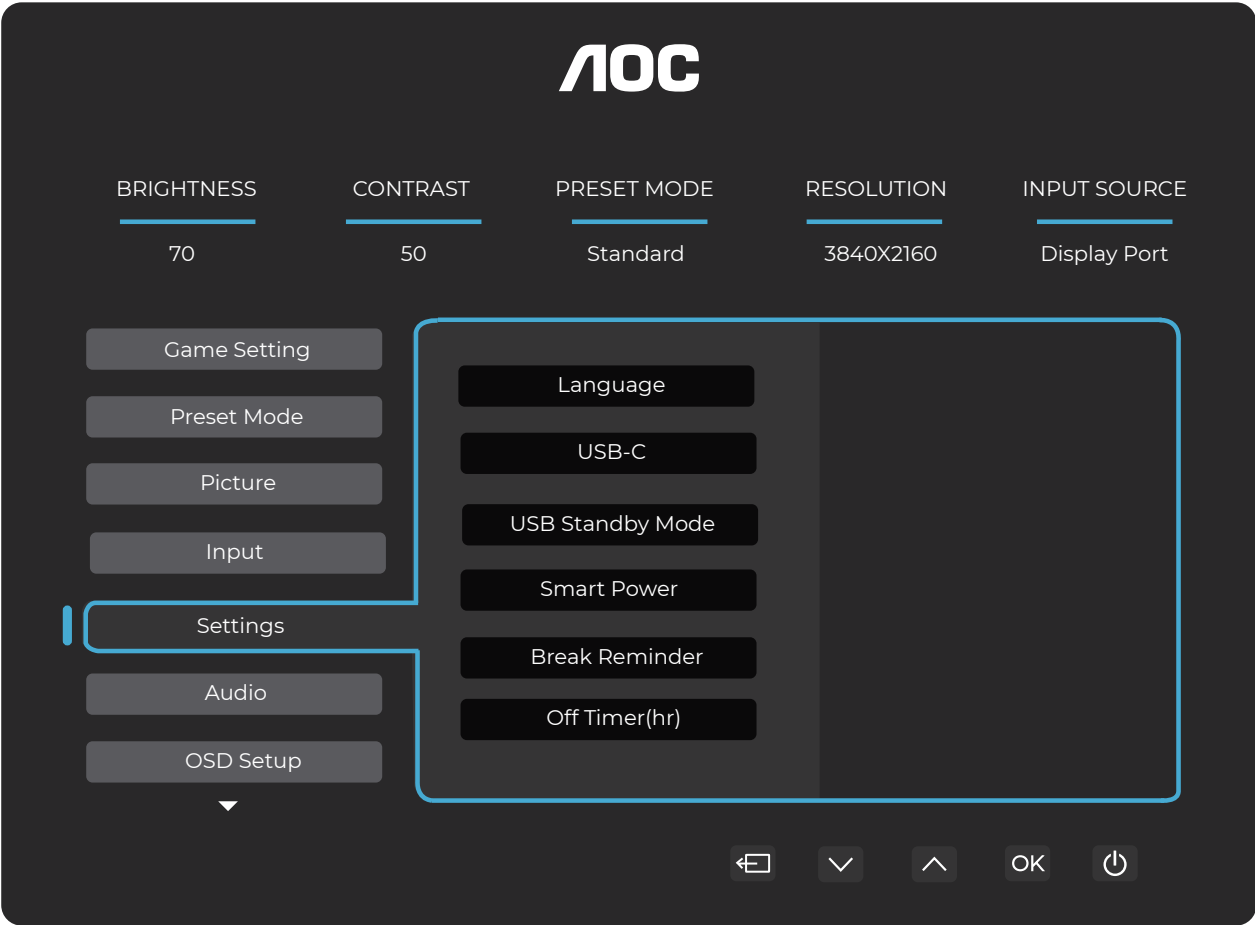 AOC
BRIGHTNESS CONTRAST PRESET MODE RESOLUTION INPUT SOURCE
70 50 Standard 3840X2160 Display Port
Game Setting
Preset Mode
Picture
Input
Settings
Audio
OSD Setup
Language
USB-C
USB Standby Mode
Smart Power
Break Reminder
Off Timer(hr)
OK